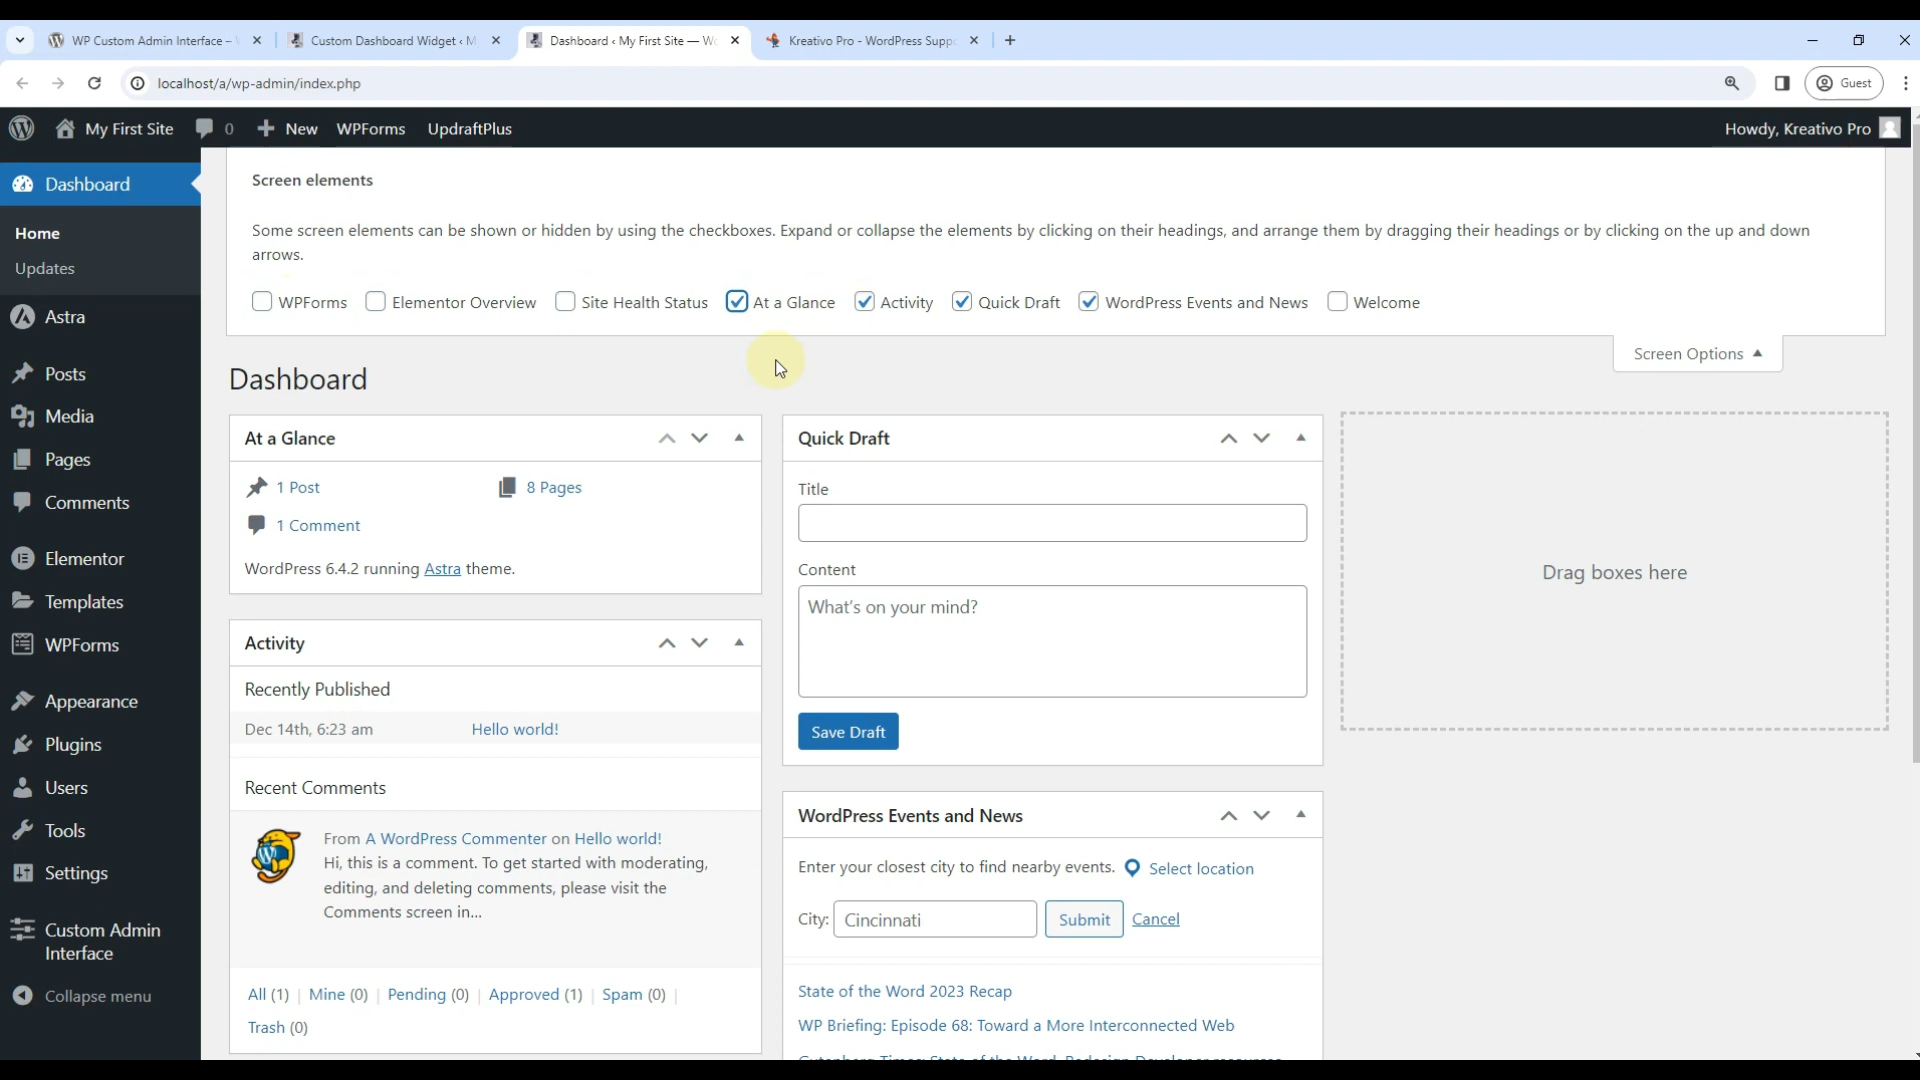 WP Custom Admin Interface –
Custom Dashboard Widget ‹ M
Dashboard ‹ My First Site — Wo
Kreativo Pro - WordPress Supp
localhost/a/wp-admin/index.php
Guest
My First Site
0
New
WPForms
UpdraftPlus
Howdy, Kreativo Pro
Dashboard
Home
Updates
Astra
Posts
Media
Pages
Comments
Elementor
Templates
WPForms
Appearance
Plugins
Users
Tools
Settings
Custom Admin
Interface
Collapse menu
Screen elements
Some screen elements can be shown or hidden by using the checkboxes. Expand or collapse the elements by clicking on their headings, and arrange them by dragging their headings or by clicking on the up and down
arrows.
WPForms Elementor Overview Site Health Status At a Glance Activity Quick Draft WordPress Events and News Welcome
Screen Options
Dashboard
At a Glance
1 Post
8 Pages
1 Comment
WordPress 6.4.2 running Astra theme.
Activity
Recently Published
Dec 14th, 6:23 am Hello world!
Recent Comments
From A WordPress Commenter on Hello world!
Hi, this is a comment. To get started with moderating,
editing, and deleting comments, please visit the
Comments screen in...
All (1) | Mine (0) | Pending (0) | Approved (1) | Spam (0) |
Trash (0)
Quick Draft
Title
Content
What's on your mind?
Save Draft
WordPress Events and News
Enter your closest city to find nearby events. Select location
City: Cincinnati Submit Cancel
State of the Word 2023 Recap
WP Briefing: Episode 68: Toward a More Interconnected Web
Drag boxes here